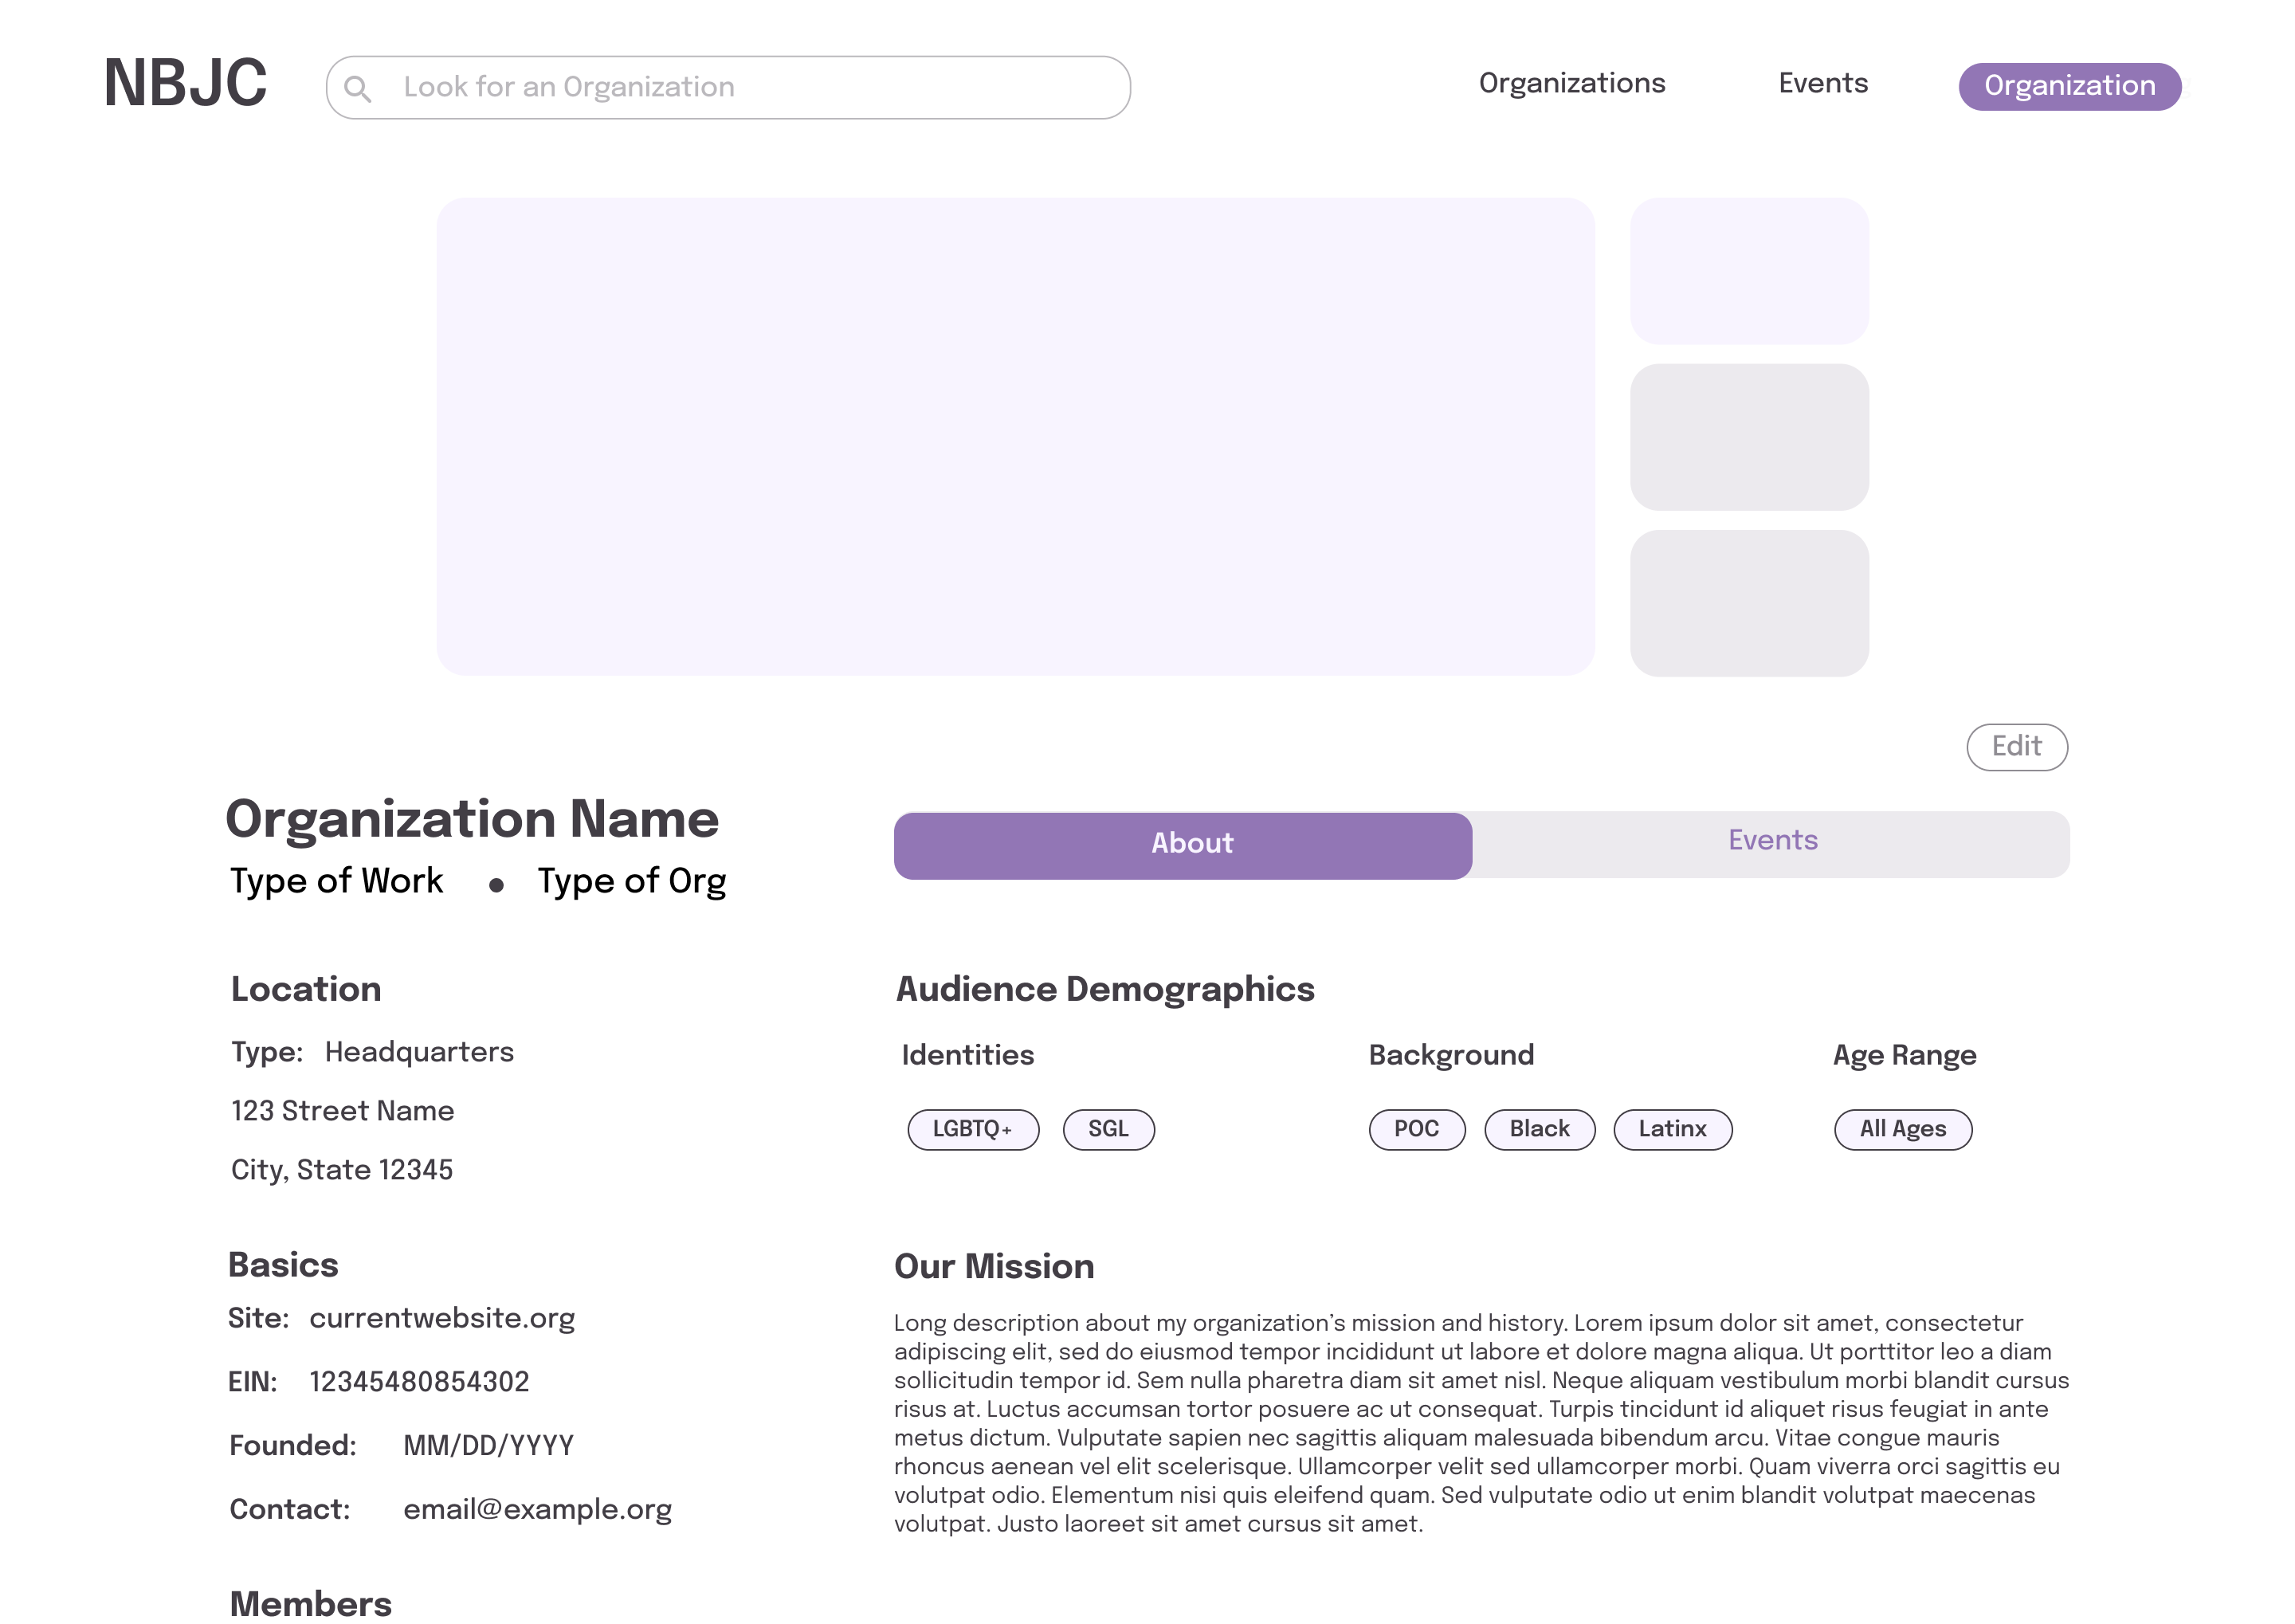 NBJC
Look for an Organization
Organizations
Events
Organization
Edit
Organization Name
Type of Work • Type of Org
About
Events
Location
Type: Headquarters
123 Street Name
City, State 12345
Audience Demographics
Identities
LGBTQ+
SGL
Background
POC
Black
Latinx
Age Range
All Ages
Basics
Site: currentwebsite.org
EIN: 12345480854302
Founded: MM/DD/YYYY
Contact: email@example.org
Our Mission
Long description about my organization’s mission and history. Lorem ipsum dolor sit amet, consectetur
adipiscing elit, sed do eiusmod tempor incididunt ut labore et dolore magna aliqua. Ut porttitor leo a diam
sollicitudin tempor id. Sem nulla pharetra diam sit amet nisl. Neque aliquam vestibulum morbi blandit cursus
risus at. Luctus accumsan tortor posuere ac ut consequat. Turpis tincidunt id aliquet risus feugiat in ante
metus dictum. Vulputate sapien nec sagittis aliquam malesuada bibendum arcu. Vitae congue mauris
rhoncus aenean vel elit scelerisque. Ullamcorper velit sed ullamcorper morbi. Quam viverra orci sagittis eu
volutpat odio. Elementum nisi quis eleifend quam. Sed vulputate odio ut enim blandit volutpat maecenas
volutpat. Justo laoreet sit amet cursus sit amet.
Members